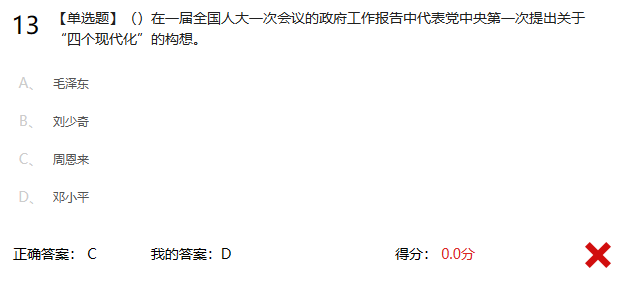 13 【单选题】（）在一届全国人大一次会议的政府工作报告中代表党中央第一次提出关于
“四个现代化”的构想。
A、 毛泽东
B、 刘少奇
C、 周恩来
D、 邓小平
正确答案： C 我的答案：D 得分： 0.0分